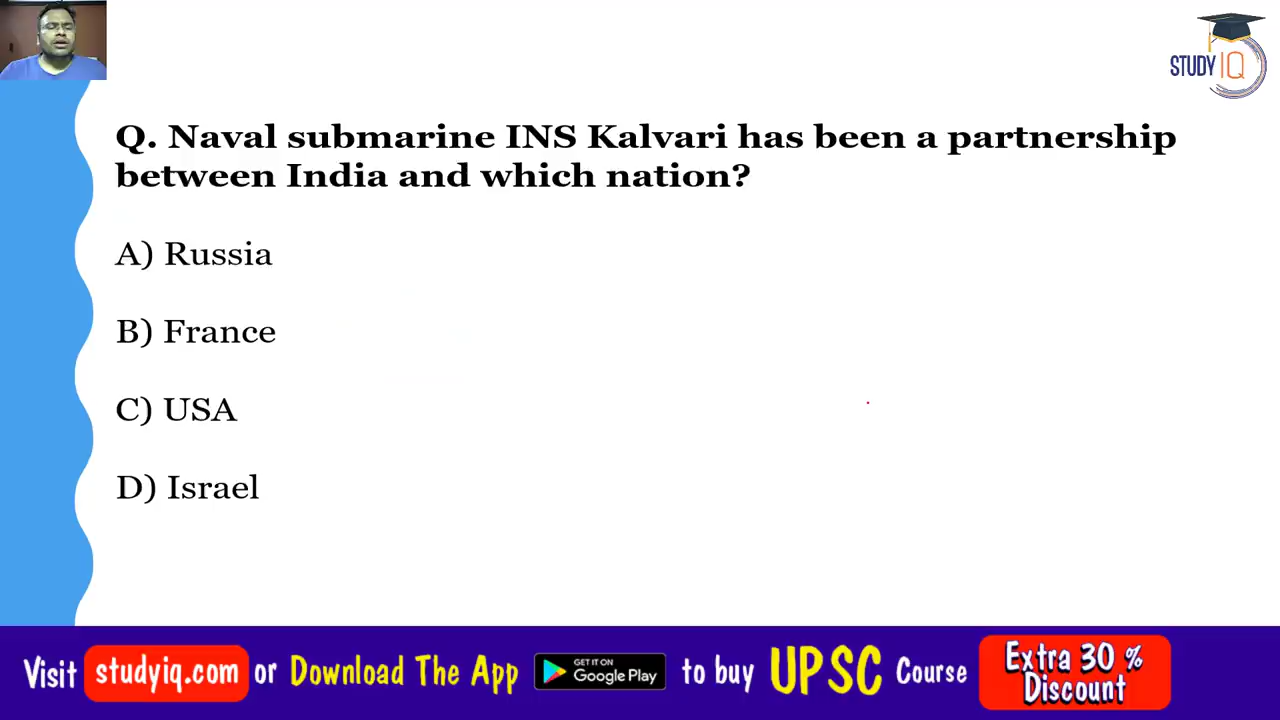 STUDY IQ
Q. Naval submarine INS Kalvari has been a partnership
between India and which nation?
A) Russia
B) France
C) USA
D) Israel
Visit studyiq.com or Download The App GET IT ON Google Play to buy UPSC Course Extra 30 % Discount